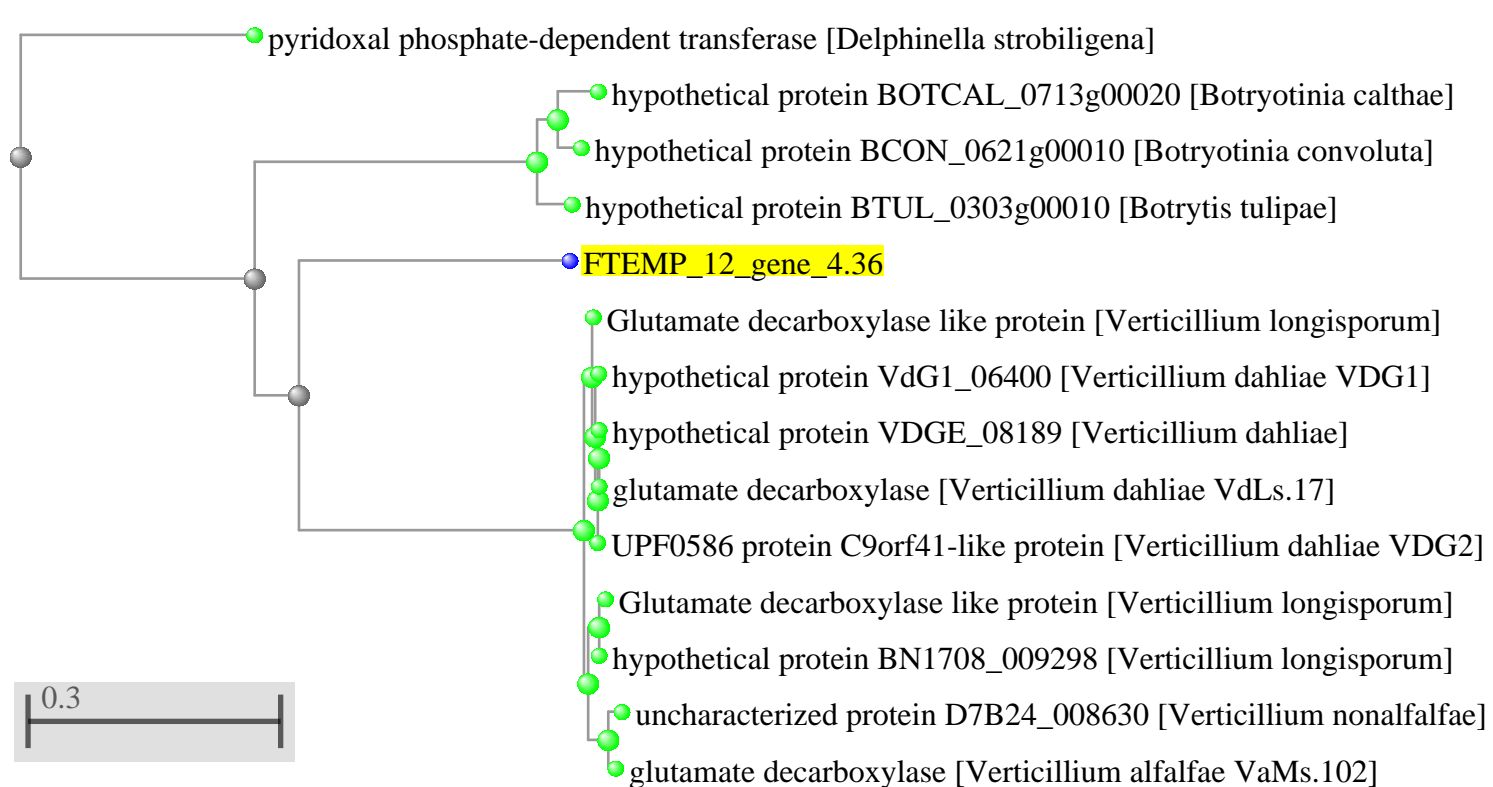 pyridoxal phosphate-dependent transferase [Delphinella strobiligena]
hypothetical protein BOTCAL_0713g00020 [Botryotinia calthae]
hypothetical protein BCON_0621g00010 [Botryotinia convoluta]
hypothetical protein BTUL_0303g00010 [Botrytis tulipae]
FTEMP_12_gene_4.36
Glutamate decarboxylase like protein [Verticillium longisporum]
hypothetical protein VdG1_06400 [Verticillium dahliae VDG1]
hypothetical protein VDGE_08189 [Verticillium dahliae]
glutamate decarboxylase [Verticillium dahliae VdLs.17]
UPF0586 protein C9orf41-like protein [Verticillium dahliae VDG2]
Glutamate decarboxylase like protein [Verticillium longisporum]
hypothetical protein BN1708_009298 [Verticillium longisporum]
0.3
uncharacterized protein D7B24_008630 [Verticillium nonalfalfae]
glutamate decarboxylase [Verticillium alfalfae VaMs.102]